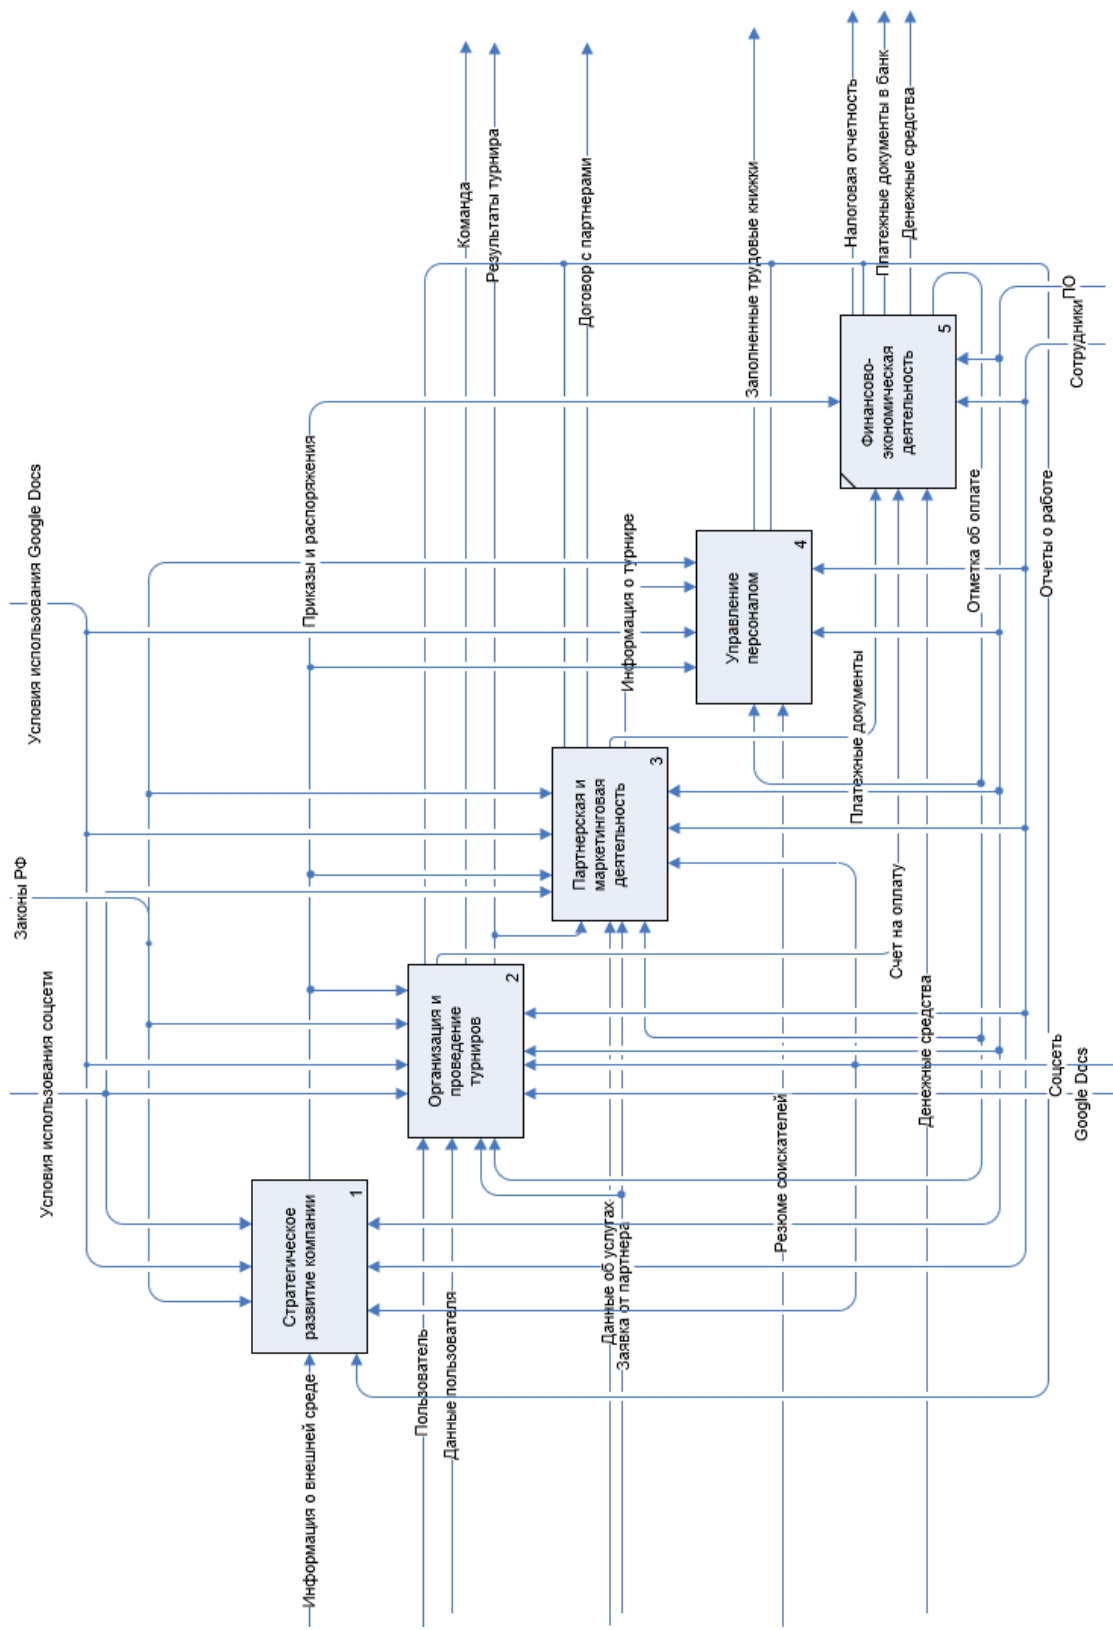 Условия использования соцсети
Законы РФ
Условия использования Google Docs
Информация о внешней среде
Стратегическое
развитие компании
1
Приказы и распоряжения
Пользователь
Данные пользователя
Организация и
проведение
турниров
2
Команда
Результаты турнира
Данные об услугах
Заявка от партнера
Партнерская и
маркетинговая
деятельность
3
Договор с партнерами
Информация о турнире
Резюме соискателей
Управление
персоналом
4
Заполненные трудовые книжки
Платежные документы
Счет на оплату
Денежные средства
Финансово-
экономическая
деятельность
5
Налоговая отчетность
Платежные документы в банк
Денежные средства
Отметка об оплате
Отчеты о работе
Google Docs
Соцсеть
Сотрудники
ПО